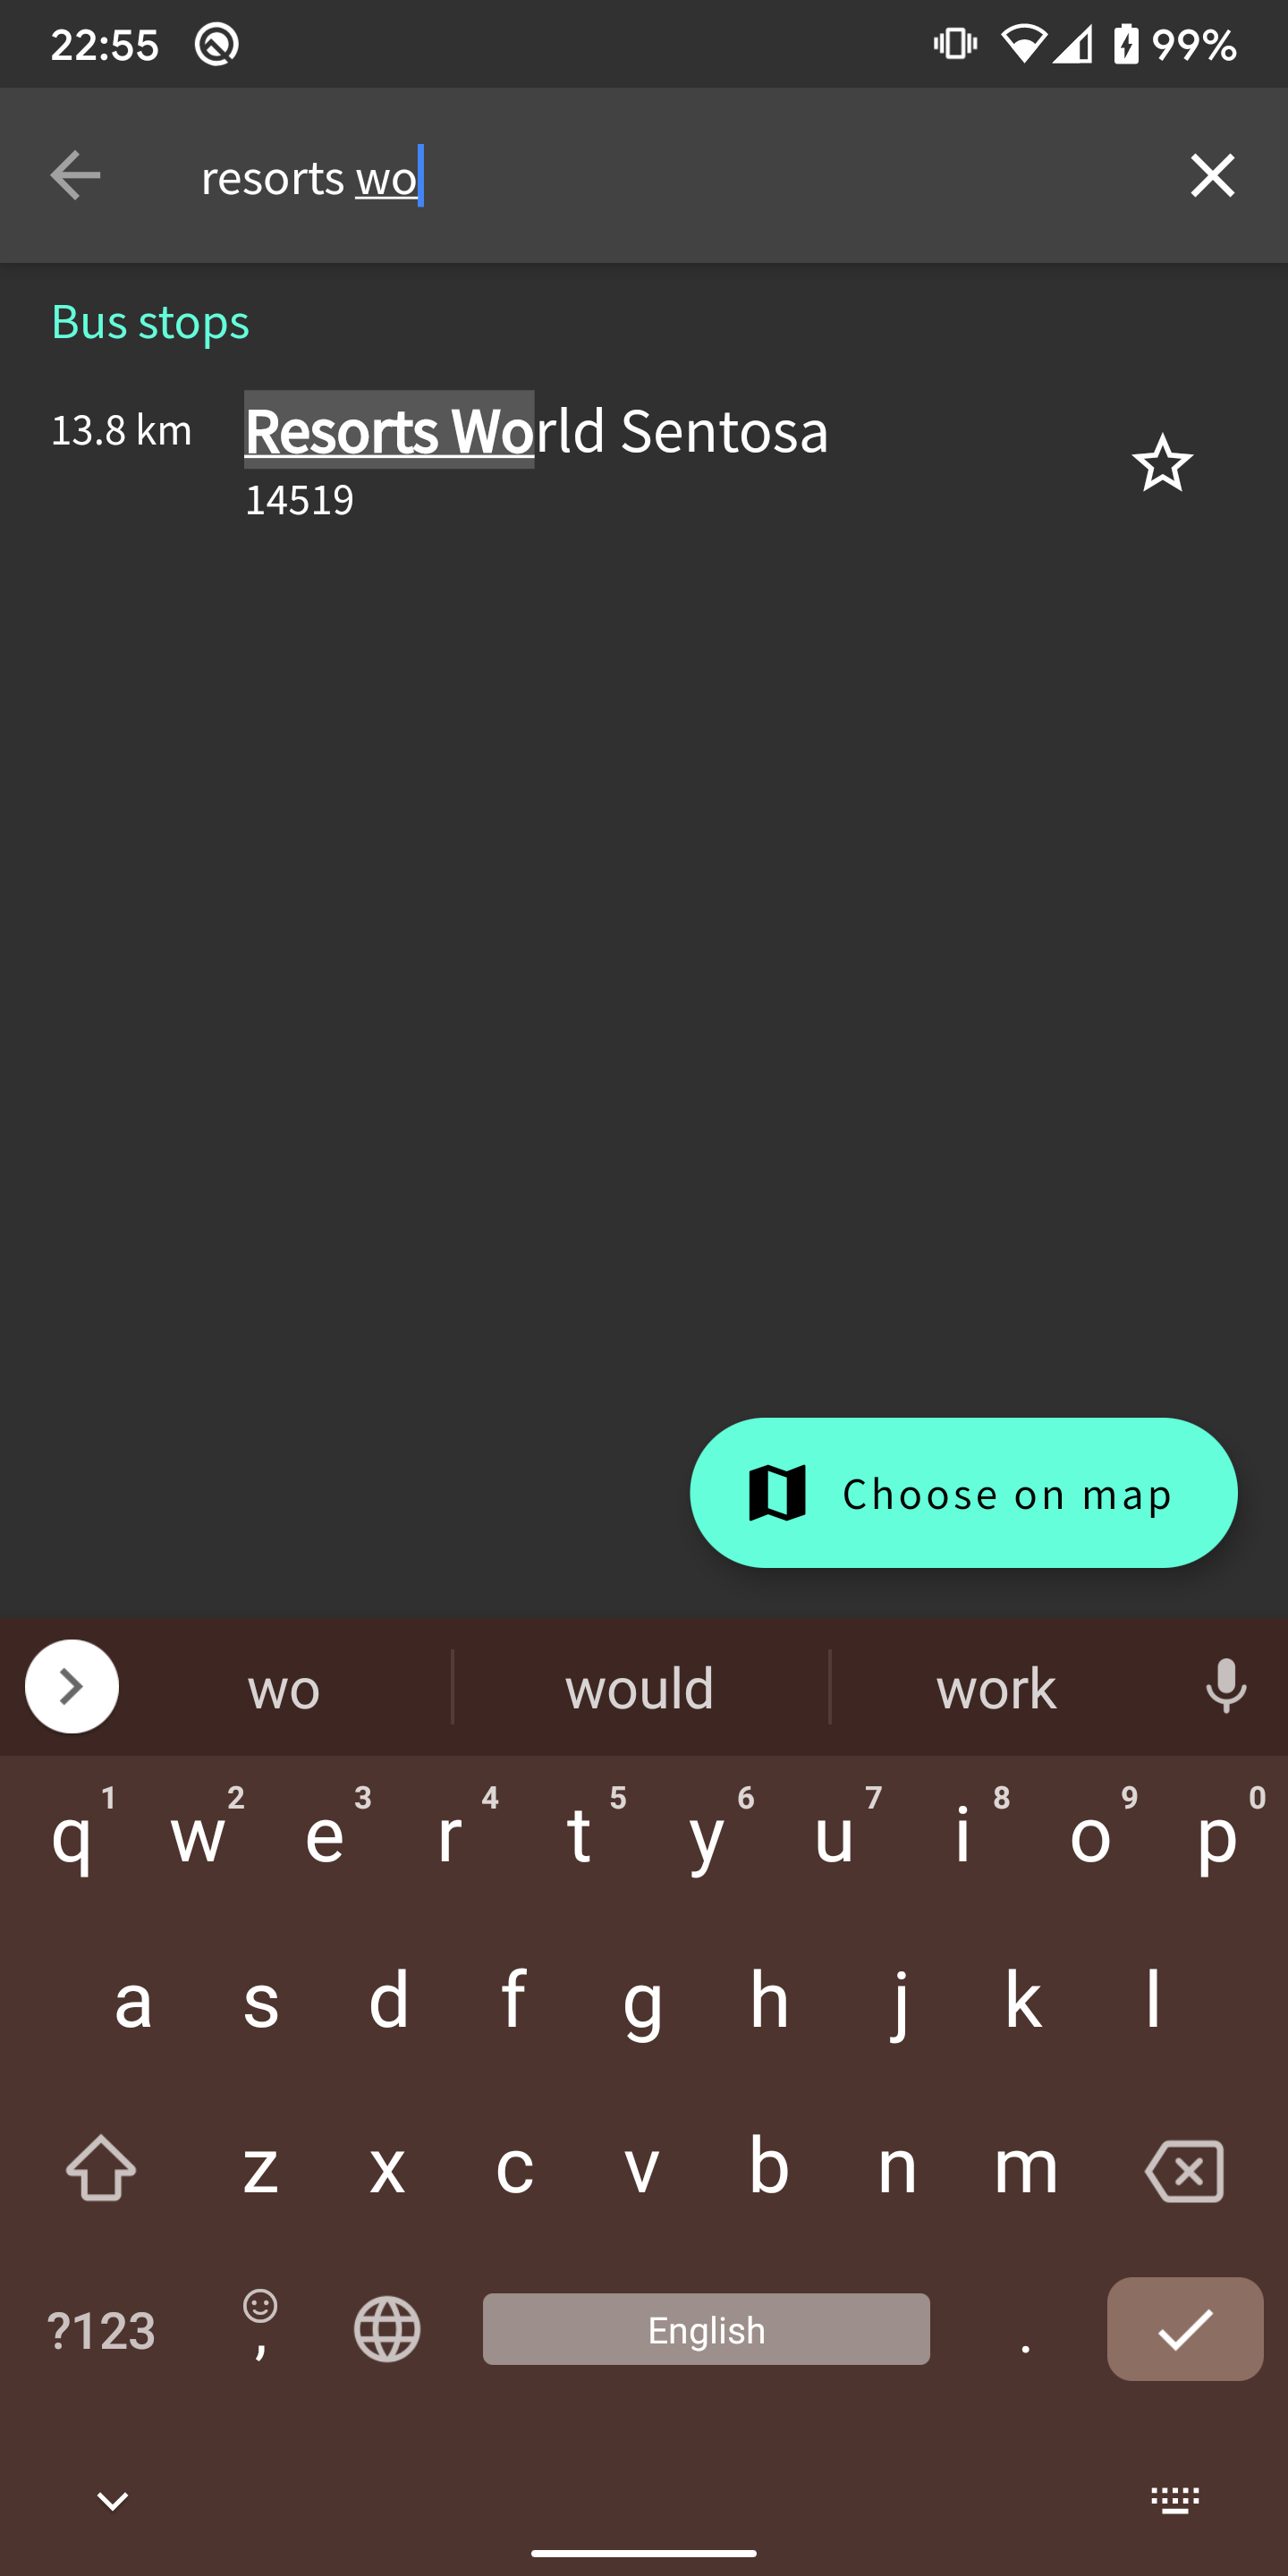 22:55
99%
resorts wo
Bus stops
13.8 km
Resorts World Sentosa
14519
Choose on map
wo would work
1 2 3 4 5 6 7 8 9 0
q w e r t y u i o p
a s d f g h j k l
z x c v b n m
?123 , English .